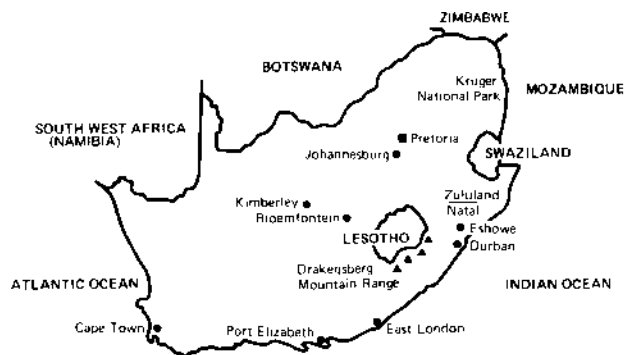 ZIMBABWE
BOTSWANA
Kruger
National Park
MOZAMBIQUE
SOUTH WEST AFRICA
(NAMIBIA)
Pretoria
Johannesburg
SWAZILAND
Kimberley
Bloemfontein
Zululand
Natal
Eshowe
LESOTHO
Durban
Drakensberg
Mountain Range
ATLANTIC OCEAN
INDIAN OCEAN
Cape Town
Port Elizabeth
East London